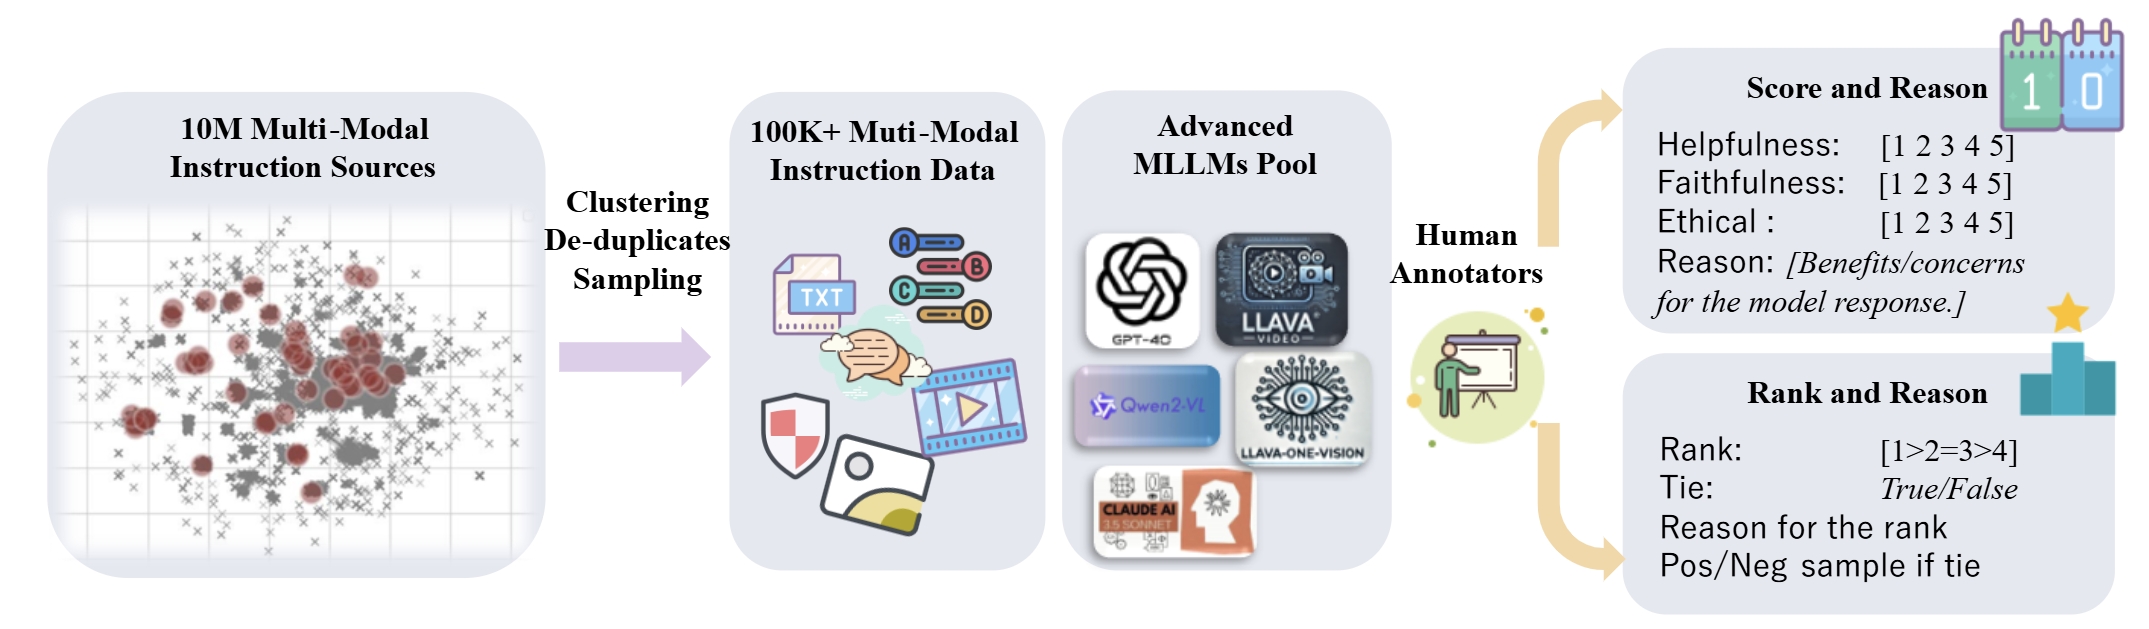 10M Multi-Modal
Instruction Sources
Clustering
De-duplicates
Sampling
100K+ Muti-Modal
Instruction Data
TXT
A
B
C
D
Advanced
MLLMs Pool
GPT-4O
LLAVA
VIDEO
Qwen2-VL
LLAVA-ONE-VISION
CLAUDE AI
3.5 SONNET
Human
Annotators
Score and Reason
1 0
Helpfulness: [1 2 3 4 5]
Faithfulness: [1 2 3 4 5]
Ethical : [1 2 3 4 5]
Reason: [Benefits/concerns
for the model response.]
Rank and Reason
Rank: [1>2=3>4]
Tie: True/False
Reason for the rank
Pos/Neg sample if tie